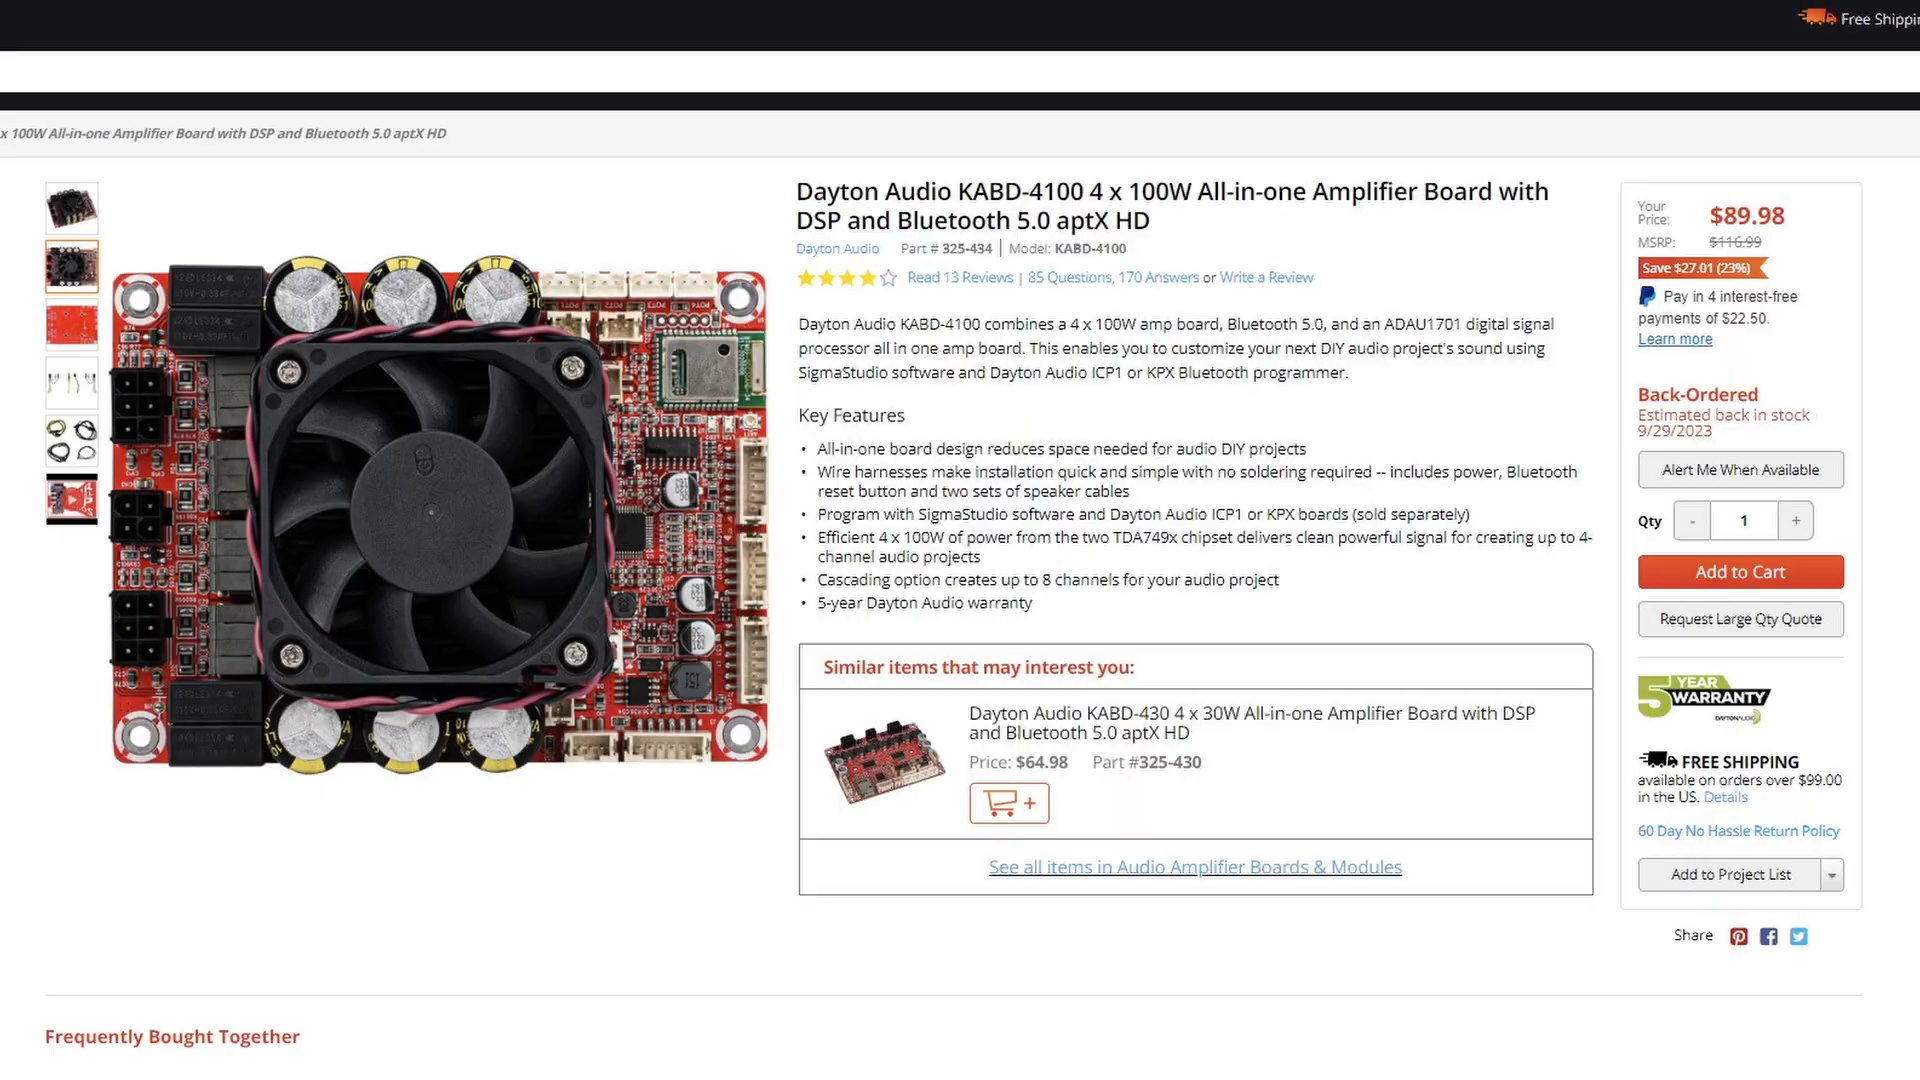 Free Shippin
x 100W All-in-one Amplifier Board with DSP and Bluetooth 5.0 aptX HD
Dayton Audio KABD-4100 4 x 100W All-in-one Amplifier Board with
DSP and Bluetooth 5.0 aptX HD
Dayton Audio Part # 325-434 | Model: KABD-4100
Read 13 Reviews | 85 Questions, 170 Answers or Write a Review
Dayton Audio KABD-4100 combines a 4 x 100W amp board, Bluetooth 5.0, and an ADAU1701 digital signal
processor all in one amp board. This enables you to customize your next DIY audio project's sound using
SigmaStudio software and Dayton Audio ICP1 or KPX Bluetooth programmer.
Key Features
• All-in-one board design reduces space needed for audio DIY projects
• Wire harnesses make installation quick and simple with no soldering required -- includes power, Bluetooth
reset button and two sets of speaker cables
• Program with SigmaStudio software and Dayton Audio ICP1 or KPX boards (sold separately)
• Efficient 4 x 100W of power from the two TDA749x chipset delivers clean powerful signal for creating up to 4-
channel audio projects
• Cascading option creates up to 8 channels for your audio project
• 5-year Dayton Audio warranty
Similar items that may interest you:
Dayton Audio KABD-430 4 x 30W All-in-one Amplifier Board with DSP
and Bluetooth 5.0 aptX HD
Price: $64.98 Part #325-430
+
See all items in Audio Amplifier Boards & Modules
Your
Price: $89.98
MSRP: $116.99
Save $27.01 (23%)
Pay in 4 interest-free
payments of $22.50.
Learn more
Back-Ordered
Estimated back in stock
9/29/2023
Alert Me When Available
Qty - 1 +
Add to Cart
Request Large Qty Quote
5 YEAR
WARRANTY
DAYTON AUDIO
FREE SHIPPING
available on orders over $99.00
in the US. Details
60 Day No Hassle Return Policy
Add to Project List
Share
Frequently Bought Together